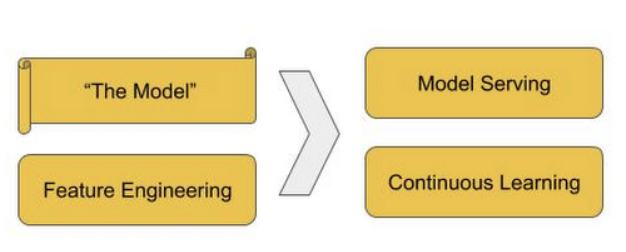 “The Model”
Feature Engineering
Model Serving
Continuous Learning